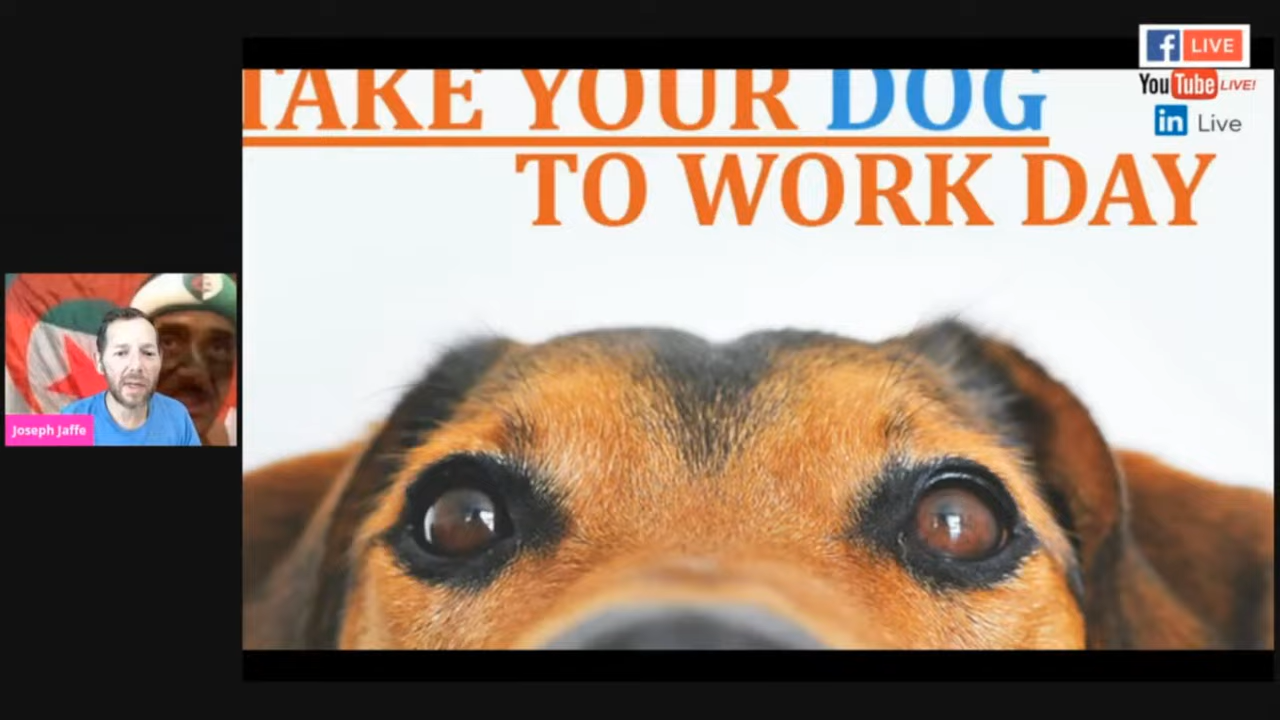 TAKE YOUR DOG
TO WORK DAY
f LIVE
YouTube LIVE!
in Live
Joseph Jaffe